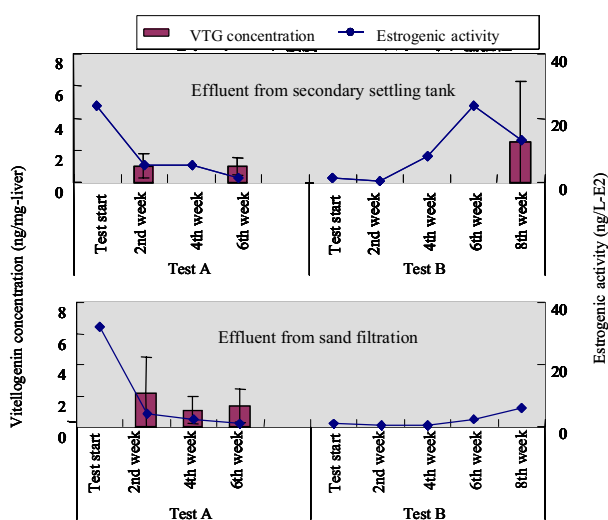 VTG concentration Estrogenic activity
Vitellogenin concentration (ng/mg-liver)
Estrogenic activity (ng/L-E2)
8 40
Effluent from secondary settling tank
6
4 20
2
0 0
Test start 2nd week 4th week 6th week Test start 2nd week 4th week 6th week 8th week
Test A Test B
8 40
Effluent from sand filtration
6
4 20
2
0 0
Test start 2nd week 4th week 6th week Test start 2nd week 4th week 6th week 8th week
Test A Test B